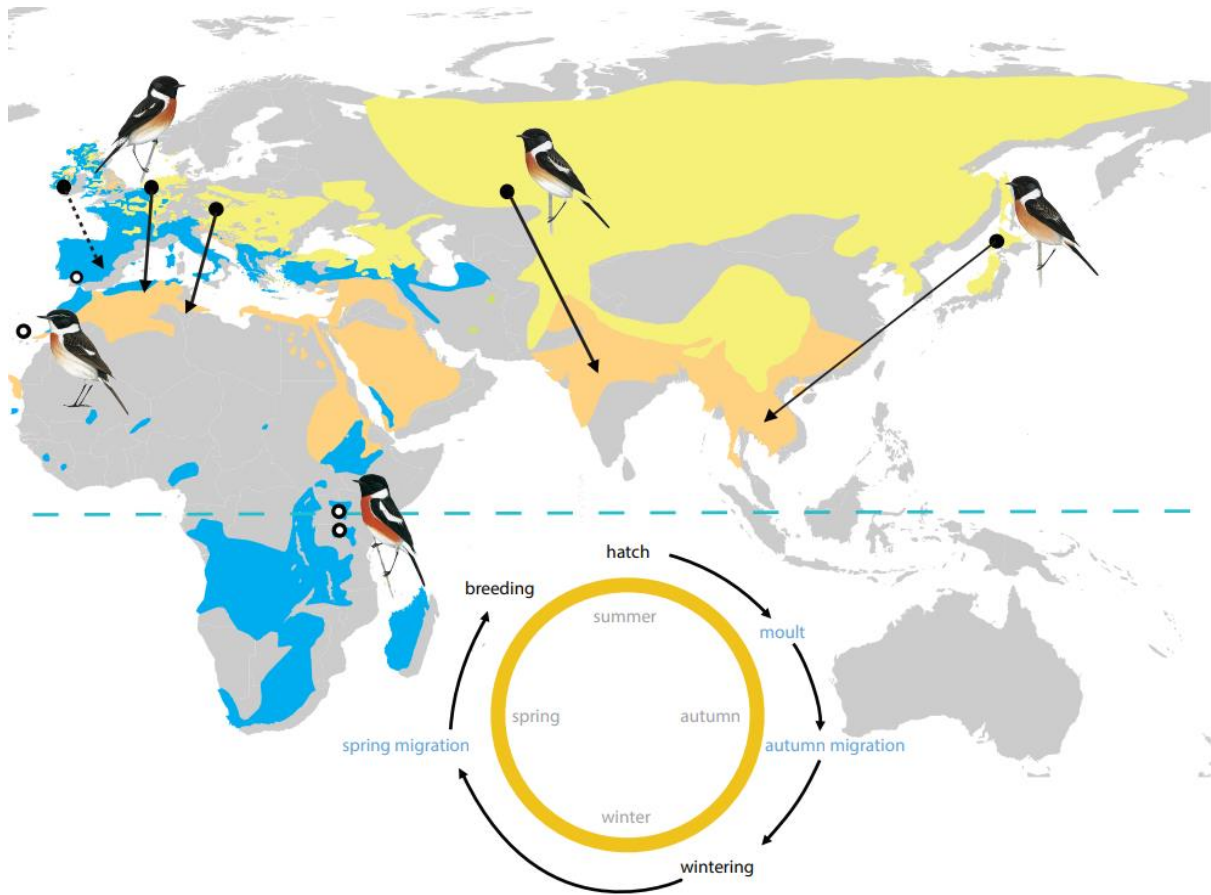 hatch
breeding
summer
moult
spring
autumn
spring migration
autumn migration
winter
wintering